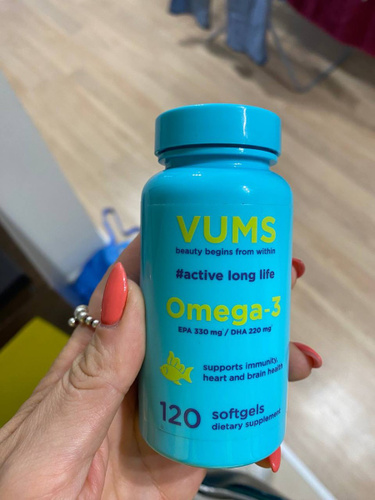 VUMS
beauty begins from within
#active long life
Omega-3
EPA 330 mg / DHA 220 mg
supports immunity,
heart and brain health
120 softgels
dietary supplement